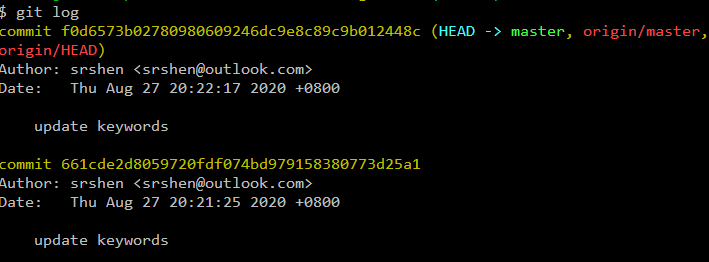 $ git log
commit f0d6573b02780980609246dc9e8c89c9b012448c (HEAD -> master, origin/master,
origin/HEAD)
Author: srshen <srshen@outlook.com>
Date:   Thu Aug 27 20:22:17 2020 +0800
    update keywords
commit 661cde2d8059720fdf074bd979158380773d25a1
Author: srshen <srshen@outlook.com>
Date:   Thu Aug 27 20:21:25 2020 +0800
    update keywords